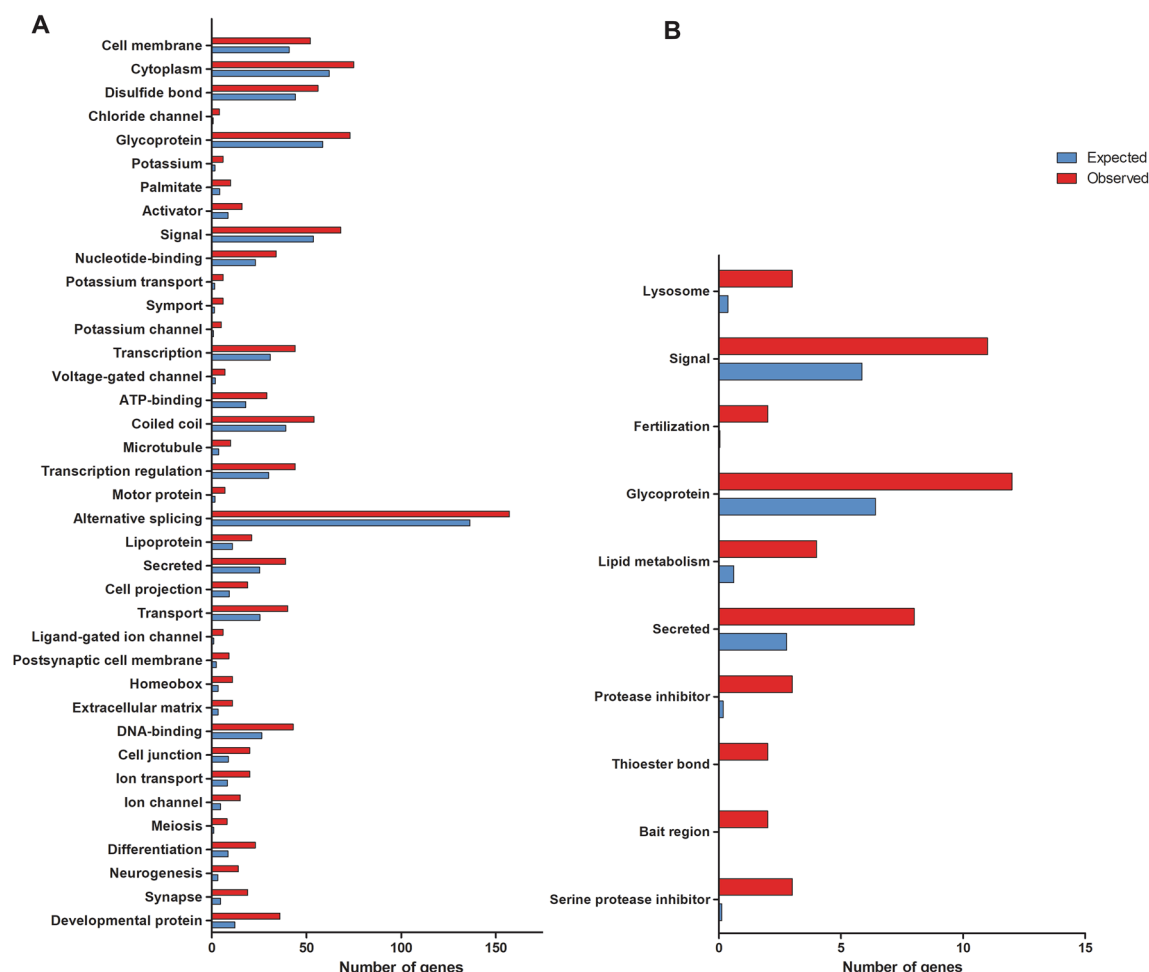 A
Cell membrane
Cytoplasm
Disulfide bond
Chloride channel
Glycoprotein
Potassium
Palmitate
Activator
Signal
Nucleotide-binding
Potassium transport
Symport
Potassium channel
Transcription
Voltage-gated channel
ATP-binding
Coiled coil
Microtubule
Transcription regulation
Motor protein
Alternative splicing
Lipoprotein
Secreted
Cell projection
Transport
Ligand-gated ion channel
Postsynaptic cell membrane
Homeobox
Extracellular matrix
DNA-binding
Cell junction
Ion transport
Ion channel
Meiosis
Differentiation
Neurogenesis
Synapse
Developmental protein
0 50 100 150
Number of genes
B
Expected
Observed
Lysosome
Signal
Fertilization
Glycoprotein
Lipid metabolism
Secreted
Protease inhibitor
Thioester bond
Bait region
Serine protease inhibitor
0 5 10 15
Number of genes